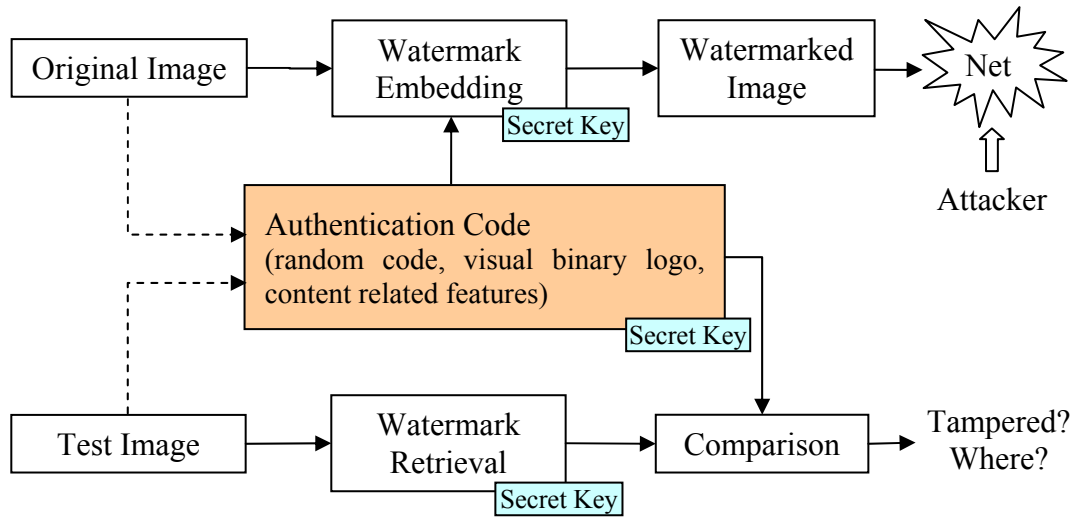 Original Image
Watermark
Embedding
Secret Key
Watermarked
Image
Net
Attacker
Authentication Code
(random code, visual binary logo,
content related features)
Secret Key
Test Image
Watermark
Retrieval
Secret Key
Comparison
Tampered?
Where?